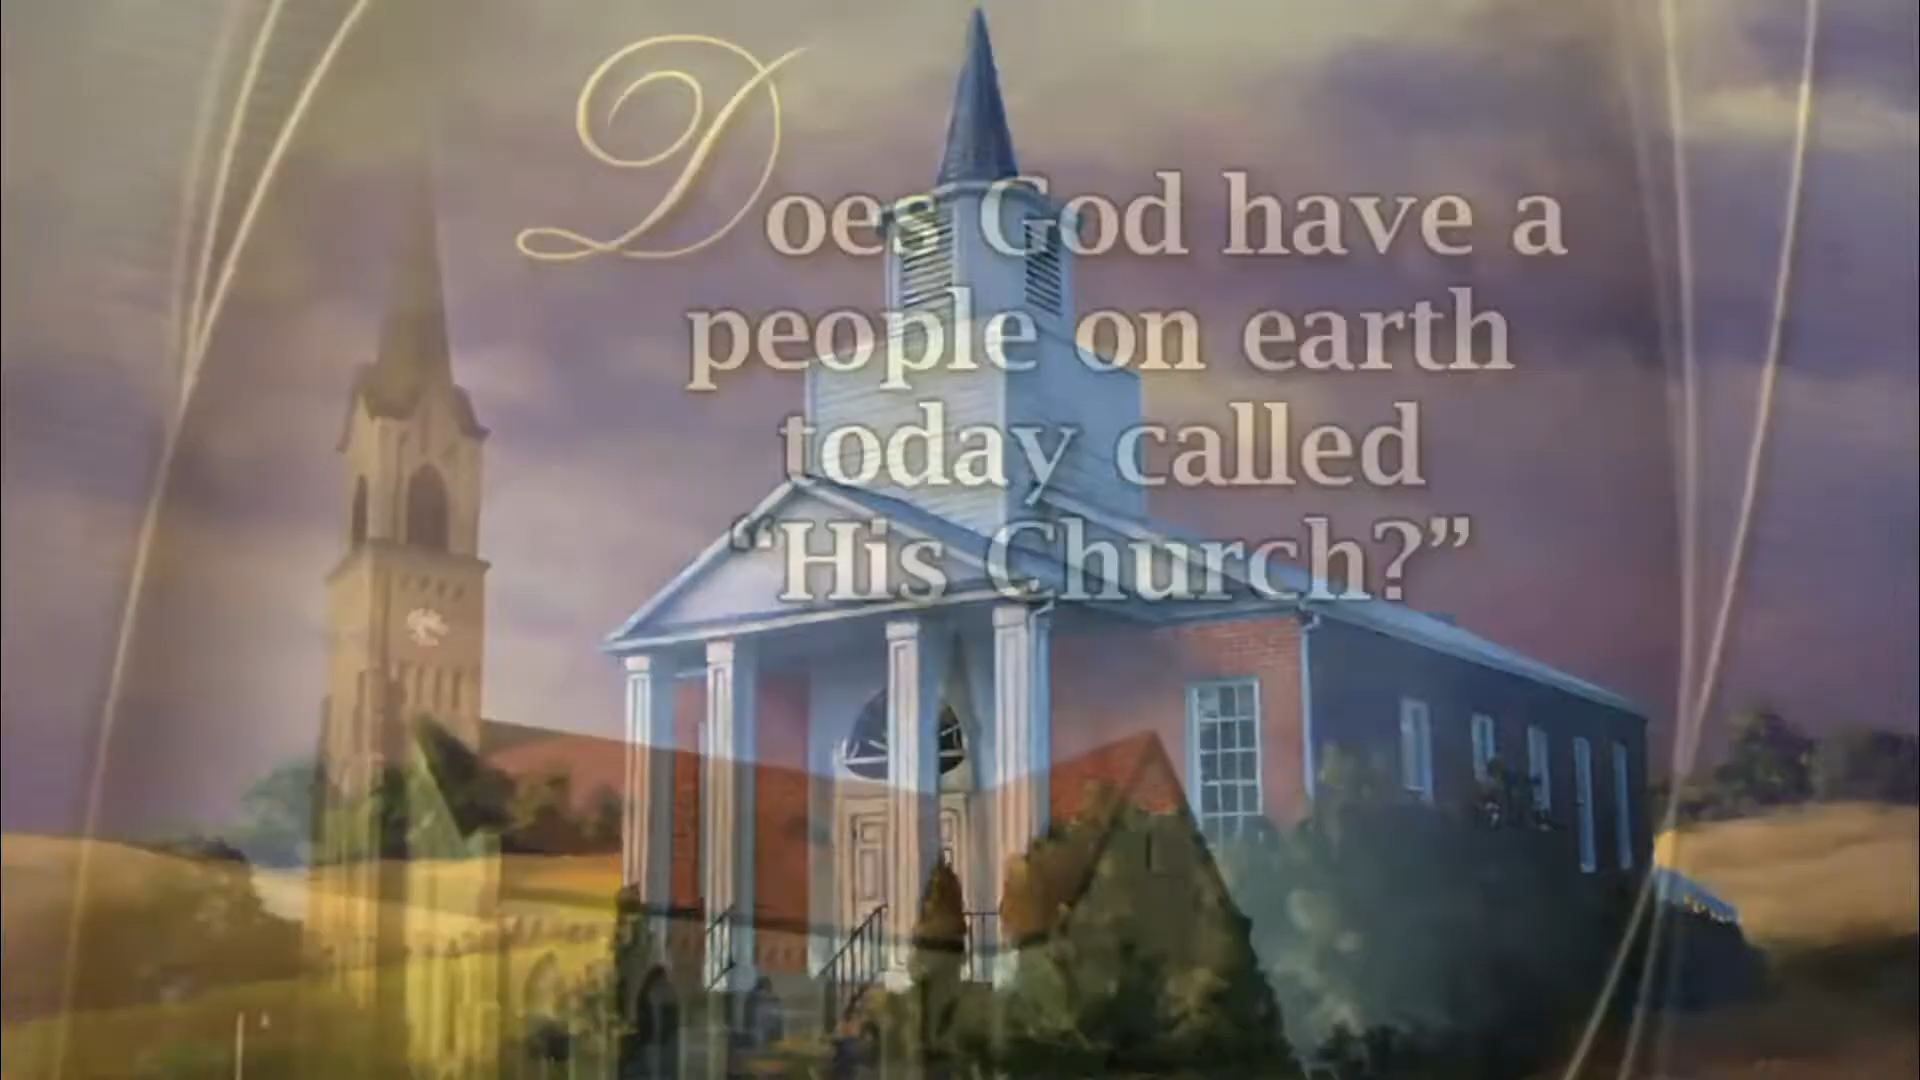 Does God have a
people on earth
today called
“His Church?”